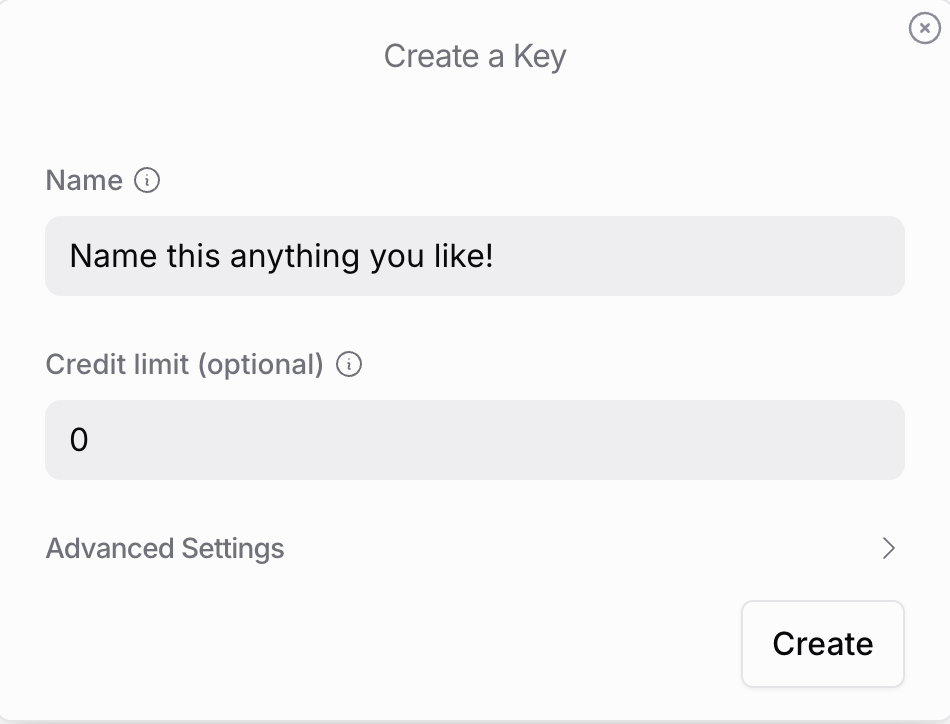 Create a Key
Name
Name this anything you like!
Credit limit (optional)
0
Advanced Settings
Create